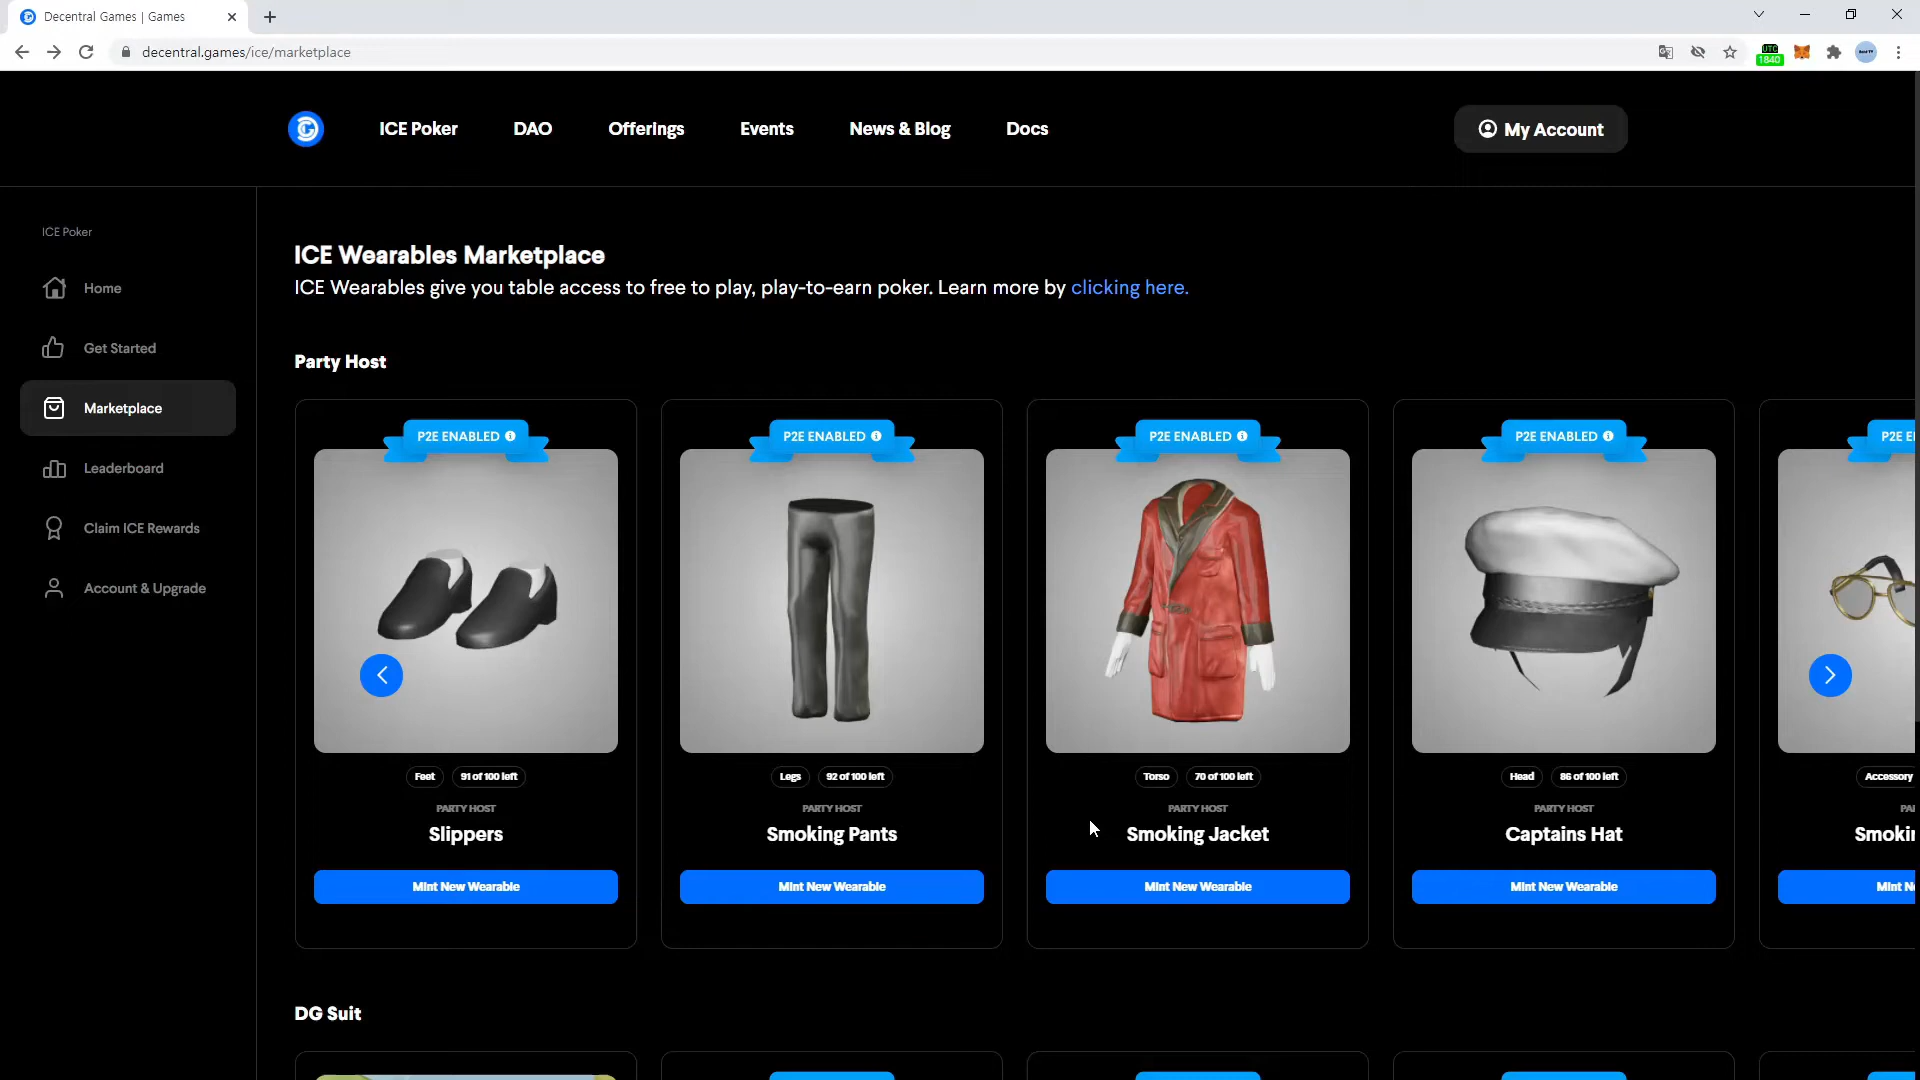 Decentral Games | Games
decentral.games/ice/marketplace
UTC
1840
ICE Poker
DAO
Offerings
Events
News & Blog
Docs
My Account
ICE Poker
Home
Get Started
Marketplace
Leaderboard
Claim ICE Rewards
Account & Upgrade
ICE Wearables Marketplace
ICE Wearables give you table access to free to play, play-to-earn poker. Learn more by clicking here.
Party Host
P2E ENABLED
Feet
91 of 100 left
PARTY HOST
Slippers
Mint New Wearable
P2E ENABLED
Legs
92 of 100 left
PARTY HOST
Smoking Pants
Mint New Wearable
P2E ENABLED
Torso
70 of 100 left
PARTY HOST
Smoking Jacket
Mint New Wearable
P2E ENABLED
Head
86 of 100 left
PARTY HOST
Captains Hat
Mint New Wearable
P2E E
Accessory
PA
Smokin
Mint N
DG Suit